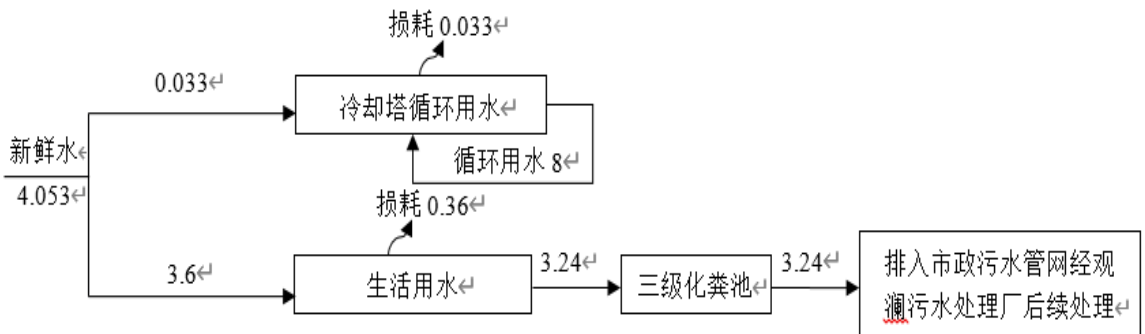 损耗 0.033↵
0.033↵
冷却塔循环用水↵
新鲜水↵
循环用水 8↵
4.053↵
损耗 0.36↵
3.6↵
生活用水↵
3.24↵
三级化粪池↵
3.24↵
排入市政污水管网经观
澜污水处理厂后续处理↵